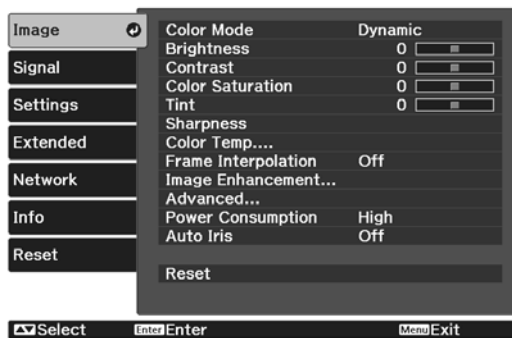 Image
Signal
Settings
Extended
Network
Info
Reset
Color Mode Dynamic
Brightness 0
Contrast 0
Color Saturation 0
Tint 0
Sharpness
Color Temp....
Frame Interpolation Off
Image Enhancement...
Advanced...
Power Consumption High
Auto Iris Off
Reset
Select Enter Enter Menu Exit